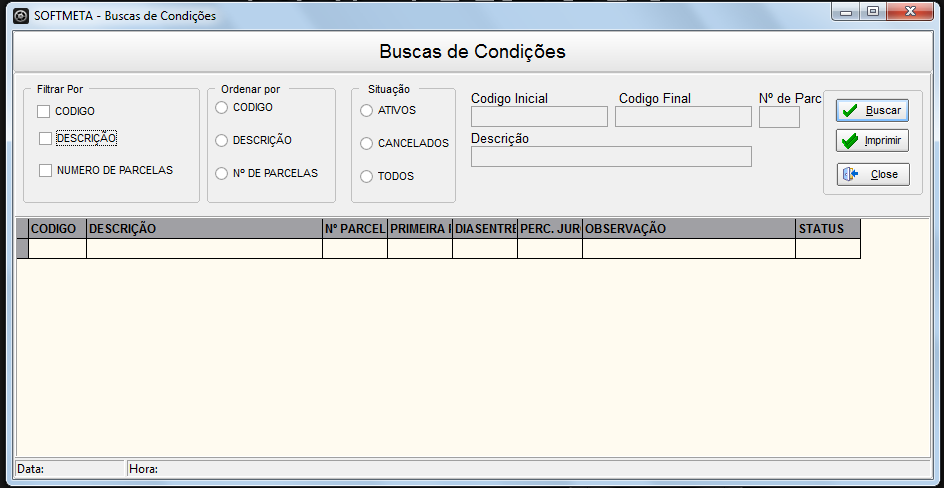 SOFTMETA - Buscas de Condições
Buscas de Condições
Filtrar Por
CODIGO
DESCRIÇÃO
NUMERO DE PARCELAS
Ordenar por
CODIGO
DESCRIÇÃO
Nº DE PARCELAS
Situação
ATIVOS
CANCELADOS
TODOS
Codigo Inicial
Codigo Final
Nº de Parc
Descrição
Buscar
Imprimir
Close
CODIGO DESCRIÇÃO Nº PARCEL PRIMEIRA DIASENTRE PERC. JUR OBSERVAÇÃO STATUS
Data: Hora: